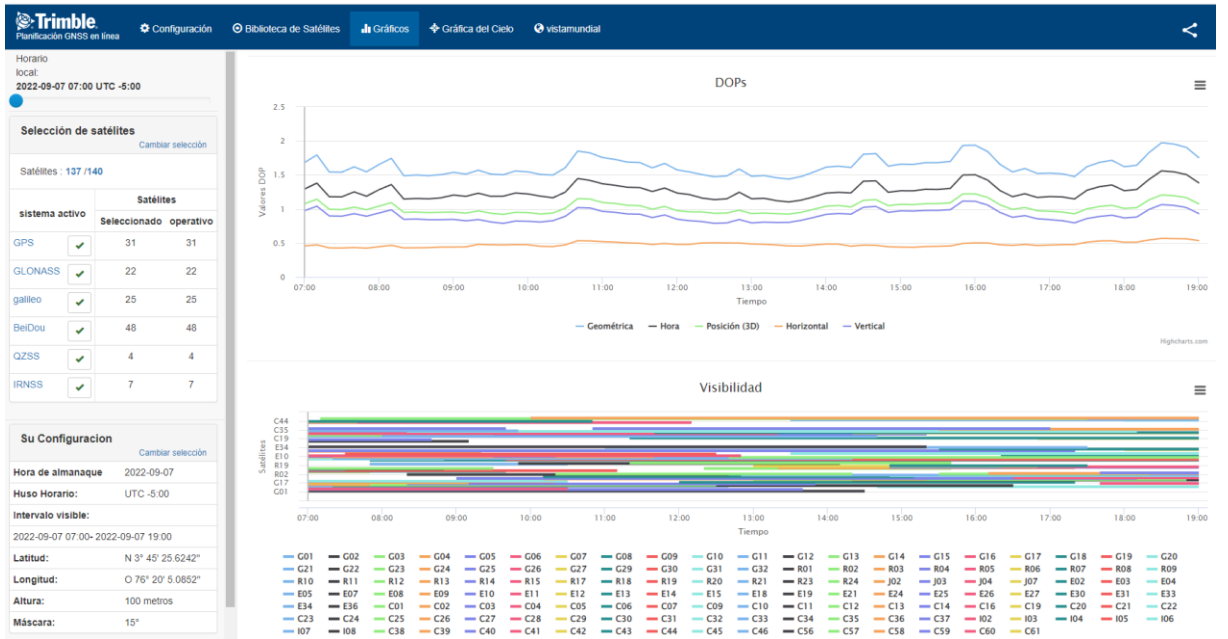 Trimble.
Planificación GNSS en línea
Configuración
Biblioteca de Satélites
Gráficos
Gráfica del Cielo
vistamundial
Horario
local:
2022-09-07 07:00 UTC -5:00
Selección de satélites
Cambiar selección
Satélites : 137 /140
sistema activo Satélites
Seleccionado operativo
GPS 31 31
GLONASS 22 22
galileo 25 25
BeiDou 48 48
QZSS 4 4
IRNSS 7 7
Su Configuracion
Cambiar selección
Hora de almanaque 2022-09-07
Huso Horario: UTC -5:00
Intervalo visible:
2022-09-07 07:00- 2022-09-07 19:00
Latitud: N 3° 45' 25.6242"
Longitud: O 76° 20' 5.0852"
Altura: 100 metros
Máscara: 15°
DOPs
Valores DOP
2.5
2
1.5
1
0.5
0
07:00 08:00 09:00 10:00 11:00 12:00 13:00 14:00 15:00 16:00 17:00 18:00 19:00
Tiempo
Geométrica Hora Posición (3D) Horizontal Vertical
Highcharts.com
Visibilidad
Satélites
C44
C35
C19
E34
E10
R19
R02
G17
G01
07:00 08:00 09:00 10:00 11:00 12:00 13:00 14:00 15:00 16:00 17:00 18:00 19:00
Tiempo
G01 G02 G03 G04 G05 G06 G07 G08 G09 G10 G11 G12 G13 G14 G15 G16 G17 G18 G19 G20
G21 G22 G23 G24 G25 G26 G27 G29 G30 G31 G32 R01 R02 R03 R04 R05 R06 R07 R08 R09
R10 R11 R12 R13 R14 R15 R17 R18 R19 R20 R21 R23 R24 J02 J03 J04 J07 E02 E03 E04
E05 E07 E08 E09 E10 E11 E12 E13 E14 E15 E18 E19 E21 E24 E25 E26 E27 E30 E31 E33
E34 E36 C01 C02 C03 C04 C05 C06 C07 C09 C10 C11 C12 C13 C14 C16 C19 C20 C21 C22
C23 C24 C25 C26 C27 C28 C29 C30 C31 C32 C33 C34 C35 C36 C37 I02 I03 I04 I05 I06
I07 I08 C38 C39 C40 C41 C42 C43 C44 C45 C46 C56 C57 C58 C59 C60 C61